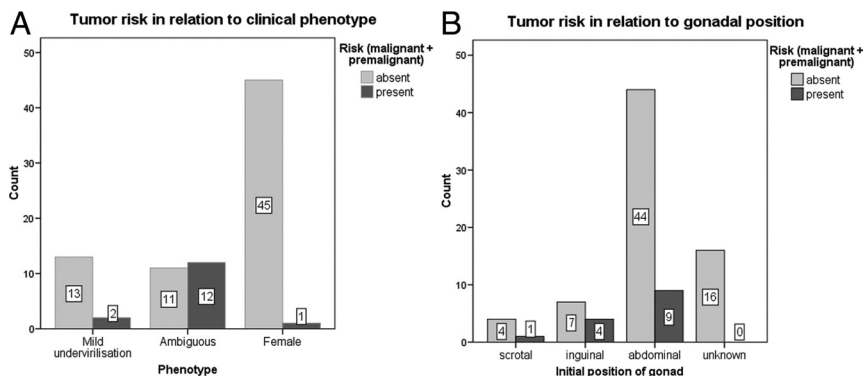 A
Tumor risk in relation to clinical phenotype
Risk (malignant +
premalignant)
absent
present
Count
50
40
30
20
10
0
13
2
11
12
45
1
Mild
undervirilisation
Ambiguous
Female
Phenotype
B
Tumor risk in relation to gonadal position
Risk (malignant +
premalignant)
absent
present
Count
50
40
30
20
10
0
4
1
7
4
44
9
16
0
scrotal
inguinal
abdominal
unknown
Initial position of gonad